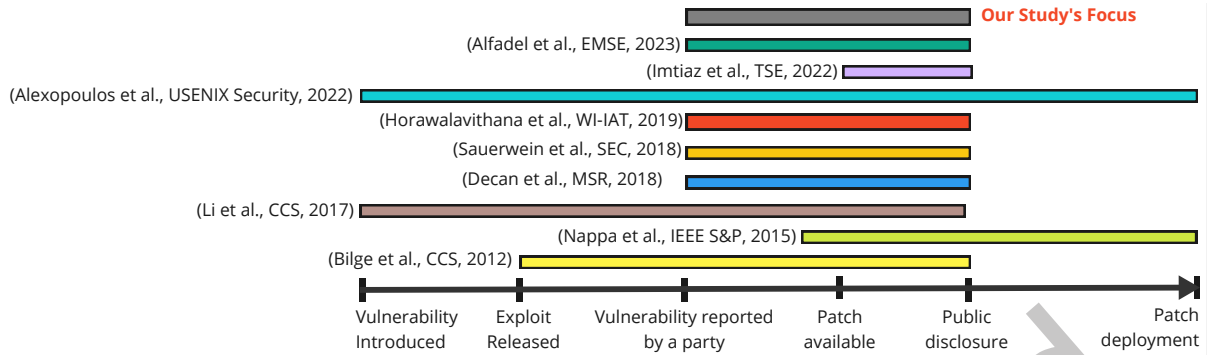 Our Study's Focus
(Alfadel et al., EMSE, 2023)
(Imtiaz et al., TSE, 2022)
(Alexopoulos et al., USENIX Security, 2022)
(Horawalavithana et al., WI-IAT, 2019)
(Sauerwein et al., SEC, 2018)
(Decan et al., MSR, 2018)
(Li et al., CCS, 2017)
(Nappa et al., IEEE S&P, 2015)
(Bilge et al., CCS, 2012)
Vulnerability
Introduced
Exploit
Released
Vulnerability reported
by a party
Patch
available
Public
disclosure
Patch
deployment